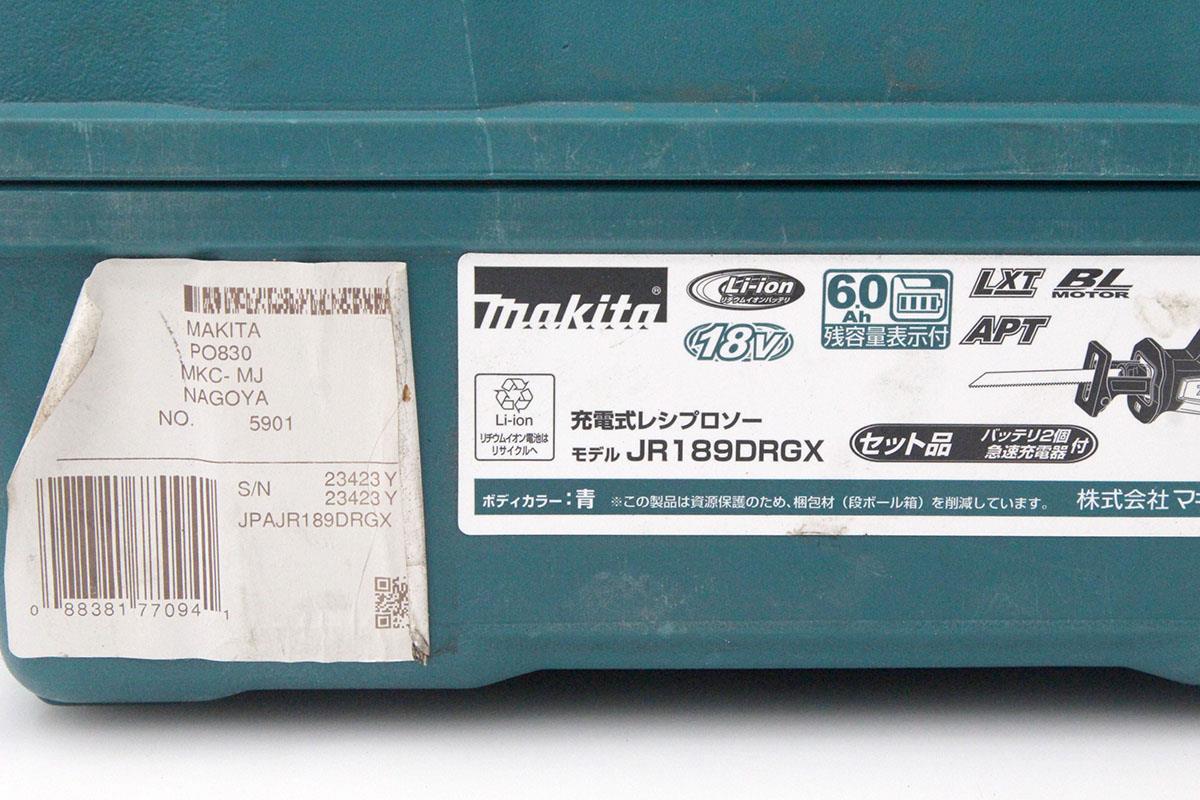 MAKITA
PO830
MKC- MJ
NAGOYA
NO. 5901
S/N 23423 Y
23423 Y
JPAJR189DRGX
0 88381 77094 1
makita®
Li-ion
リチウムイオンバッテリ
18V
6.0
Ah
残容量表示付
LXT BL
MOTOR
APT
Li-ion
リチウムイオン電池は
リサイクルへ
充電式レシプロソー
モデル JR189DRGX
セット品 バッテリ2個
急速充電器 付
ボディカラー:青 ※この製品は資源保護のため、梱包材(段ボール箱)を削減しています。 株式会社マキ